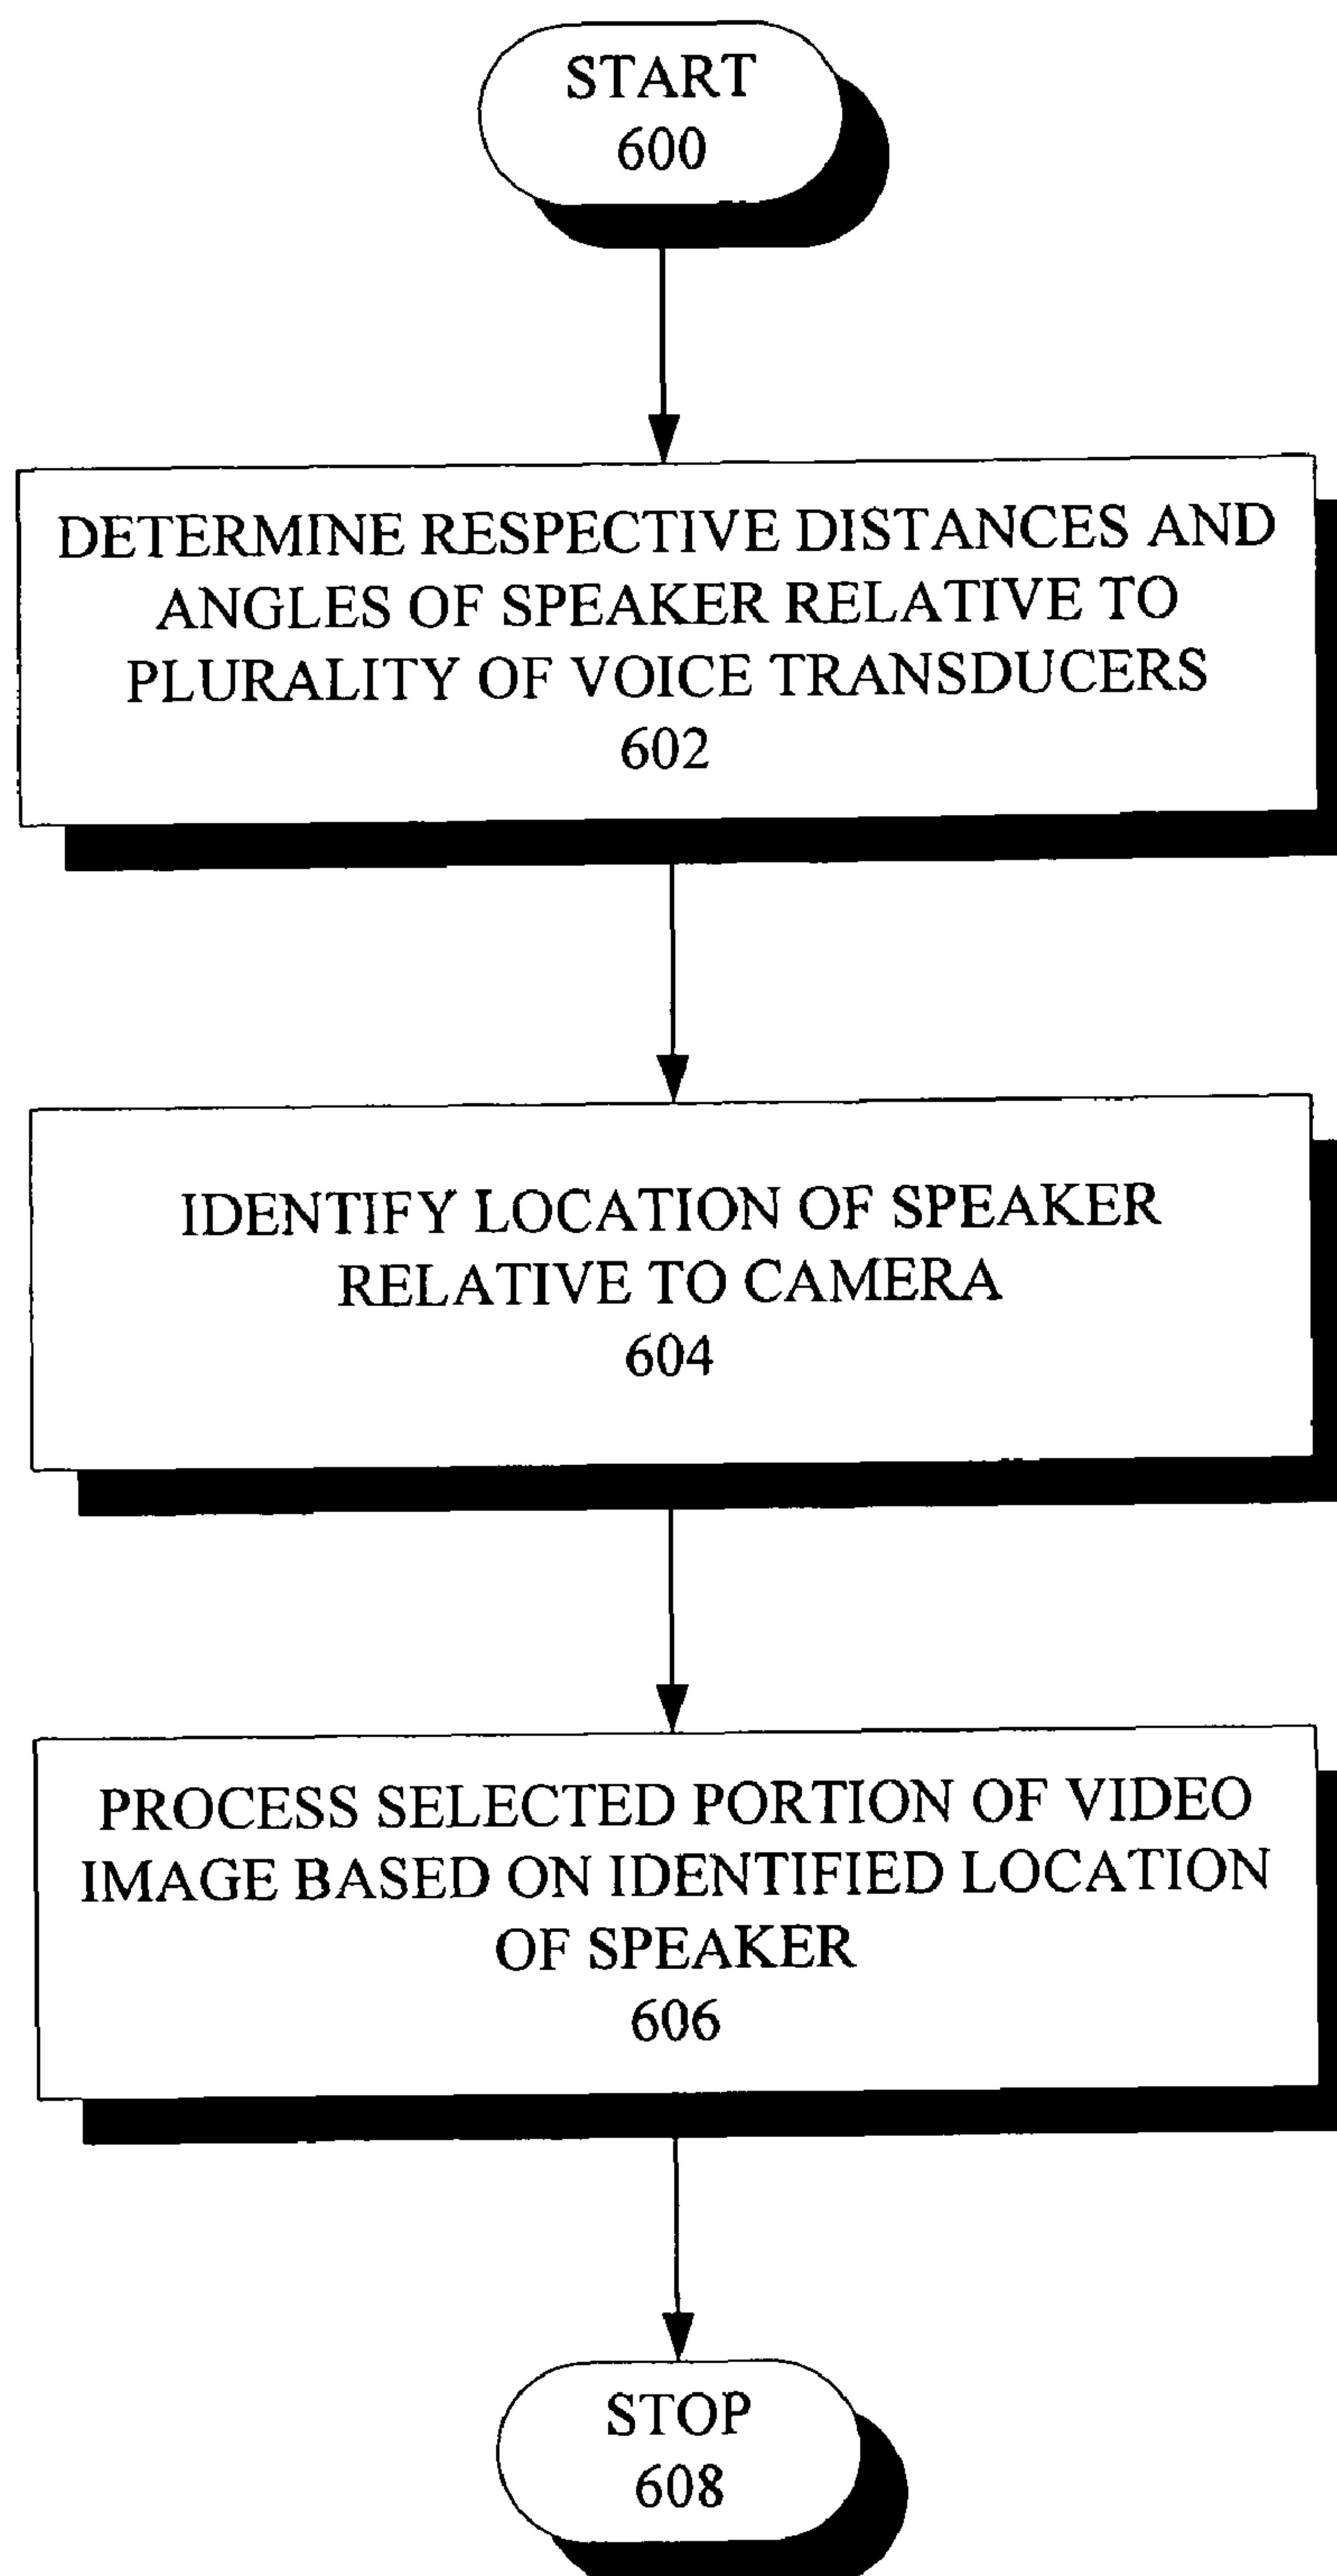 START
600
DETERMINE RESPECTIVE DISTANCES AND
ANGLES OF SPEAKER RELATIVE TO
PLURALITY OF VOICE TRANSDUCERS
602
IDENTIFY LOCATION OF SPEAKER
RELATIVE TO CAMERA
604
PROCESS SELECTED PORTION OF VIDEO
IMAGE BASED ON IDENTIFIED LOCATION
OF SPEAKER
606
STOP
608